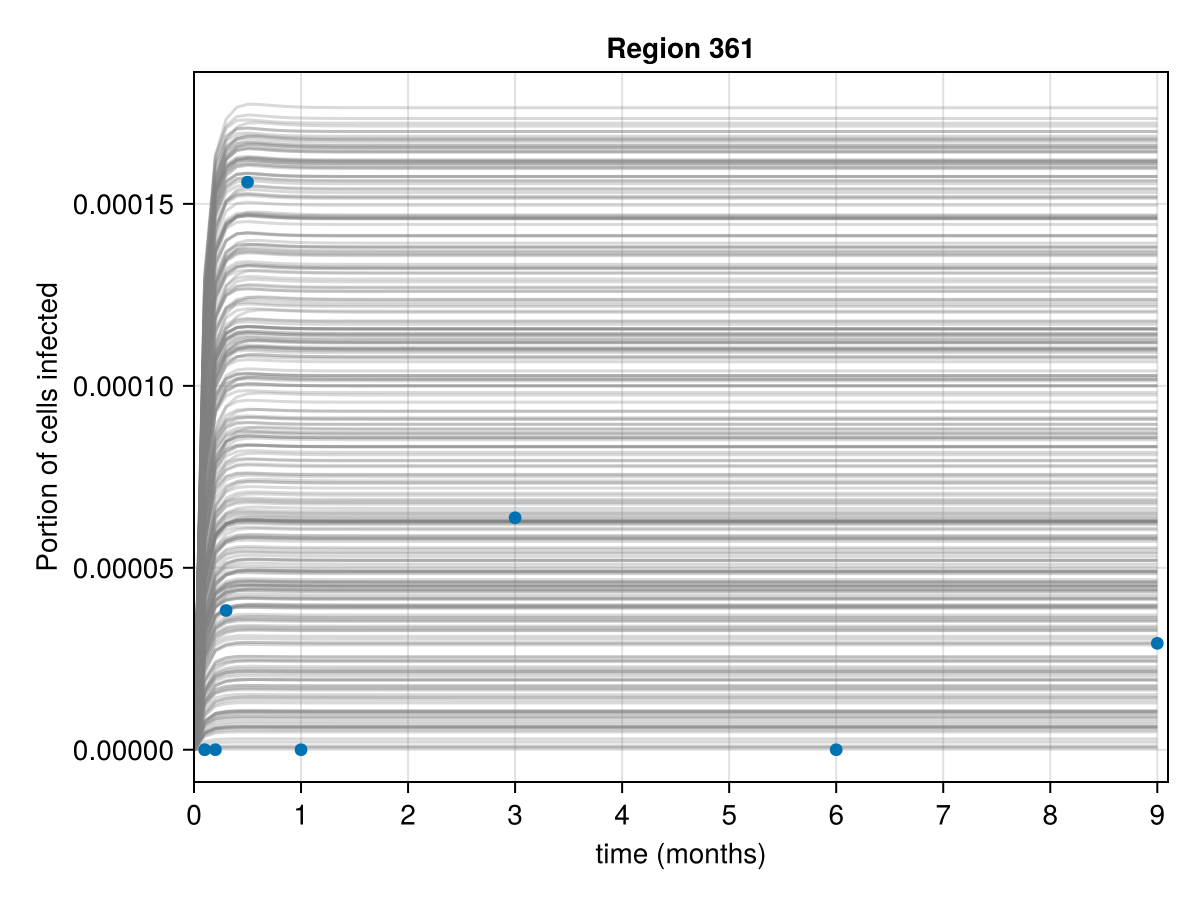 Region 361
Portion of cells infected
0.00015
0.00010
0.00005
0.00000
0 1 2 3 4 5 6 7 8 9
time (months)